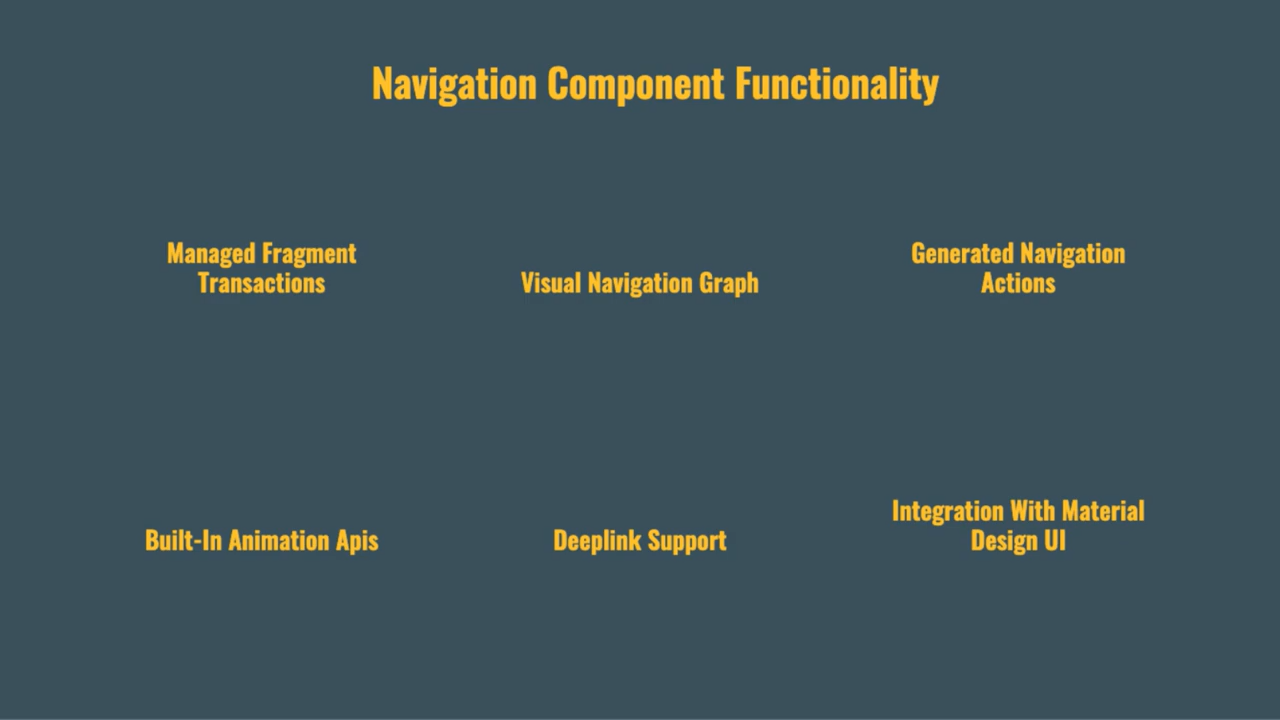 Navigation Component Functionality
Managed Fragment
Transactions
Visual Navigation Graph
Generated Navigation
Actions
Built-In Animation Apis
Deeplink Support
Integration With Material
Design UI